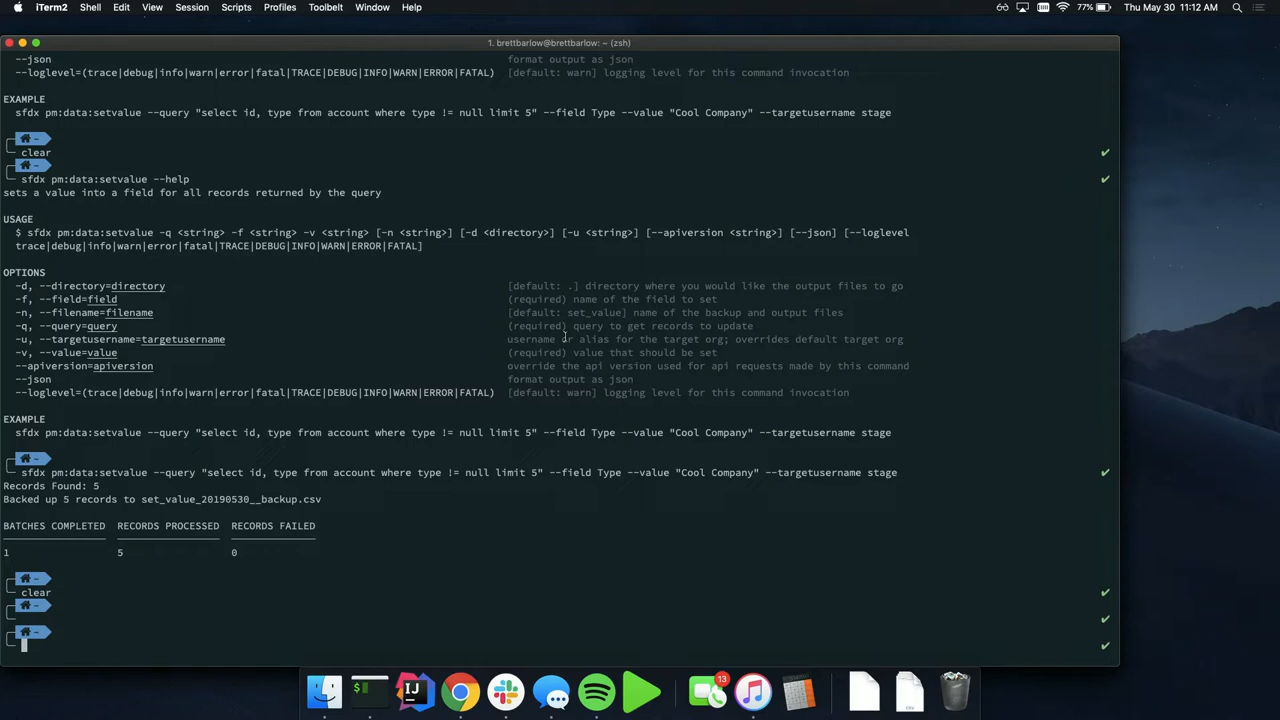 iTerm2 Shell Edit View Session Scripts Profiles Toolbelt Window Help 77% Thu May 30 11:12 AM
1. brettbarlow@brettbarlow: ~ (zsh)
--json format output as json
--loglevel=(trace|debug|info|warn|error|fatal|TRACE|DEBUG|INFO|WARN|ERROR|FATAL) [default: warn] logging level for this command invocation
EXAMPLE
sfdx pm:data:setvalue --query "select id, type from account where type != null limit 5" --field Type --value "Cool Company" --targetusername stage
~
clear
~
sfdx pm:data:setvalue --help
sets a value into a field for all records returned by the query
USAGE
$ sfdx pm:data:setvalue -q <string> -f <string> -v <string> [-n <string>] [-d <directory>] [-u <string>] [--apiversion <string>] [--json] [--loglevel
trace|debug|info|warn|error|fatal|TRACE|DEBUG|INFO|WARN|ERROR|FATAL]
OPTIONS
-d, --directory=directory [default: .] directory where you would like the output files to go
-f, --field=field (required) name of the field to set
-n, --filename=filename [default: set_value] name of the backup and output files
-q, --query=query (required) query to get records to update
-u, --targetusername=targetusername username or alias for the target org; overrides default target org
-v, --value=value (required) value that should be set
--apiversion=apiversion override the api version used for api requests made by this command
--json format output as json
--loglevel=(trace|debug|info|warn|error|fatal|TRACE|DEBUG|INFO|WARN|ERROR|FATAL) [default: warn] logging level for this command invocation
EXAMPLE
sfdx pm:data:setvalue --query "select id, type from account where type != null limit 5" --field Type --value "Cool Company" --targetusername stage
~
sfdx pm:data:setvalue --query "select id, type from account where type != null limit 5" --field Type --value "Cool Company" --targetusername stage
Records Found: 5
Backed up 5 records to set_value_20190530__backup.csv
BATCHES COMPLETED RECORDS PROCESSED RECORDS FAILED
1 5 0
~
clear
~
~
$ IJ 13